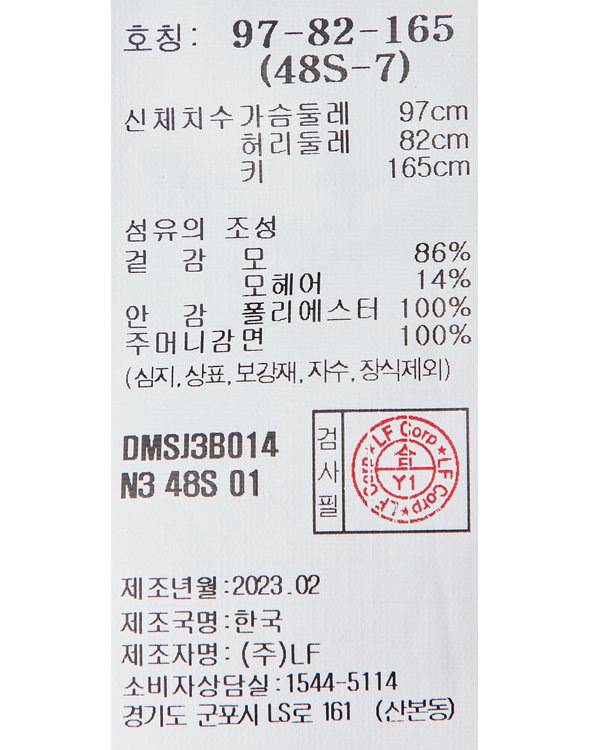 호칭: 97-82-165
(48S-7)
신체치수 가슴둘레 97cm
허리둘레 82cm
키 165cm
섬유의 조성
겉 감 모 86%
모헤어 14%
안 감 폴리에스터 100%
주머니감 면 100%
(심지, 상표, 보강재, 자수, 장식제외)
DMSJ3B014
N3 48S 01
검사필
LF Corp ★ LF Corp ★ LF Corp ★
합
Y1
제조년월:2023.02
제조국명:한국
제조자명: (주)LF
소비자상담실:1544-5114
경기도 군포시 LS로 161 (산본동)